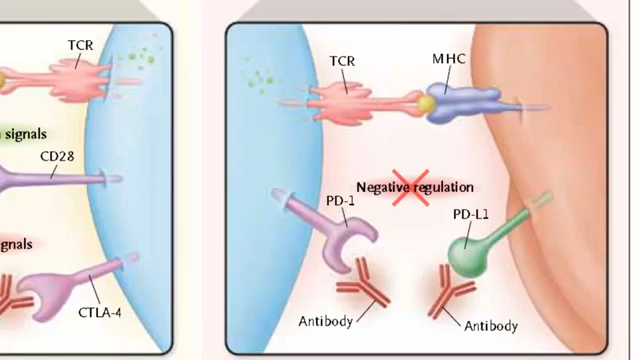 TCR
signals
CD28
gnals
CTLA-4
TCR
MHC
Negative regulation
PD-1
PD-L1
Antibody
Antibody